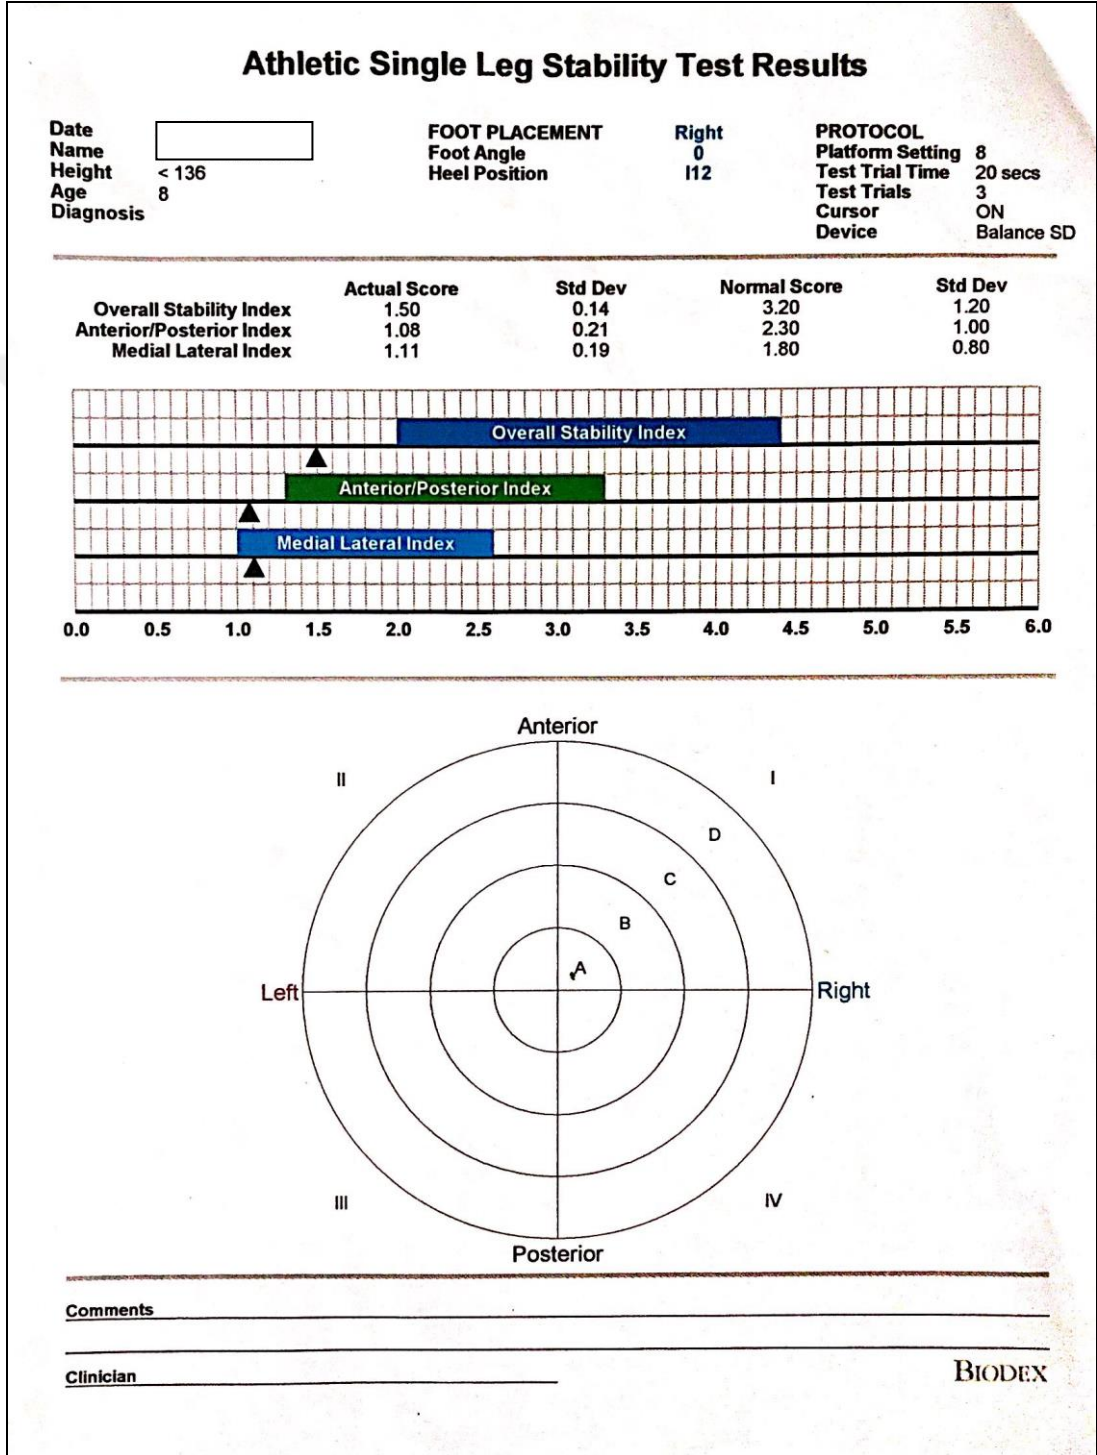 Athletic Single Leg Stability Test Results
Date FOOT PLACEMENT Right PROTOCOL
Name Foot Angle 0 Platform Setting 8
Height < 136 Heel Position I12 Test Trial Time 20 secs
Age 8 Test Trials 3
Diagnosis Cursor ON
Device Balance SD
Actual Score Std Dev Normal Score Std Dev
Overall Stability Index 1.50 0.14 3.20 1.20
Anterior/Posterior Index 1.08 0.21 2.30 1.00
Medial Lateral Index 1.11 0.19 1.80 0.80
Overall Stability Index
Anterior/Posterior Index
Medial Lateral Index
0.0 0.5 1.0 1.5 2.0 2.5 3.0 3.5 4.0 4.5 5.0 5.5 6.0
Anterior
II I
D
C
B
A
Left Right
III IV
Posterior
Comments
Clinician BIODEX